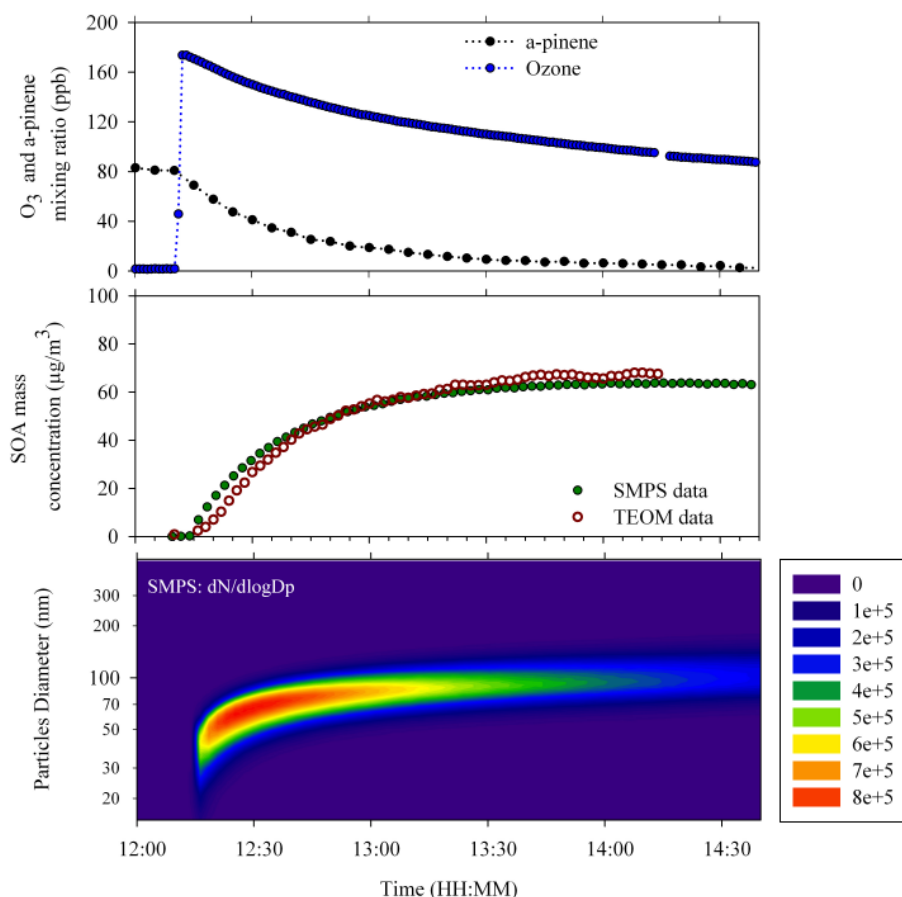 200
160
120
80
40
0
O3 and a-pinene
mixing ratio (ppb)
a-pinene
Ozone
100
80
60
40
20
0
SOA mass
concentration (µg/m3)
SMPS data
TEOM data
SMPS: dN/dlogDp
300
200
100
70
50
30
20
Particles Diameter (nm)
0
1e+5
2e+5
3e+5
4e+5
5e+5
6e+5
7e+5
8e+5
12:00 12:30 13:00 13:30 14:00 14:30
Time (HH:MM)